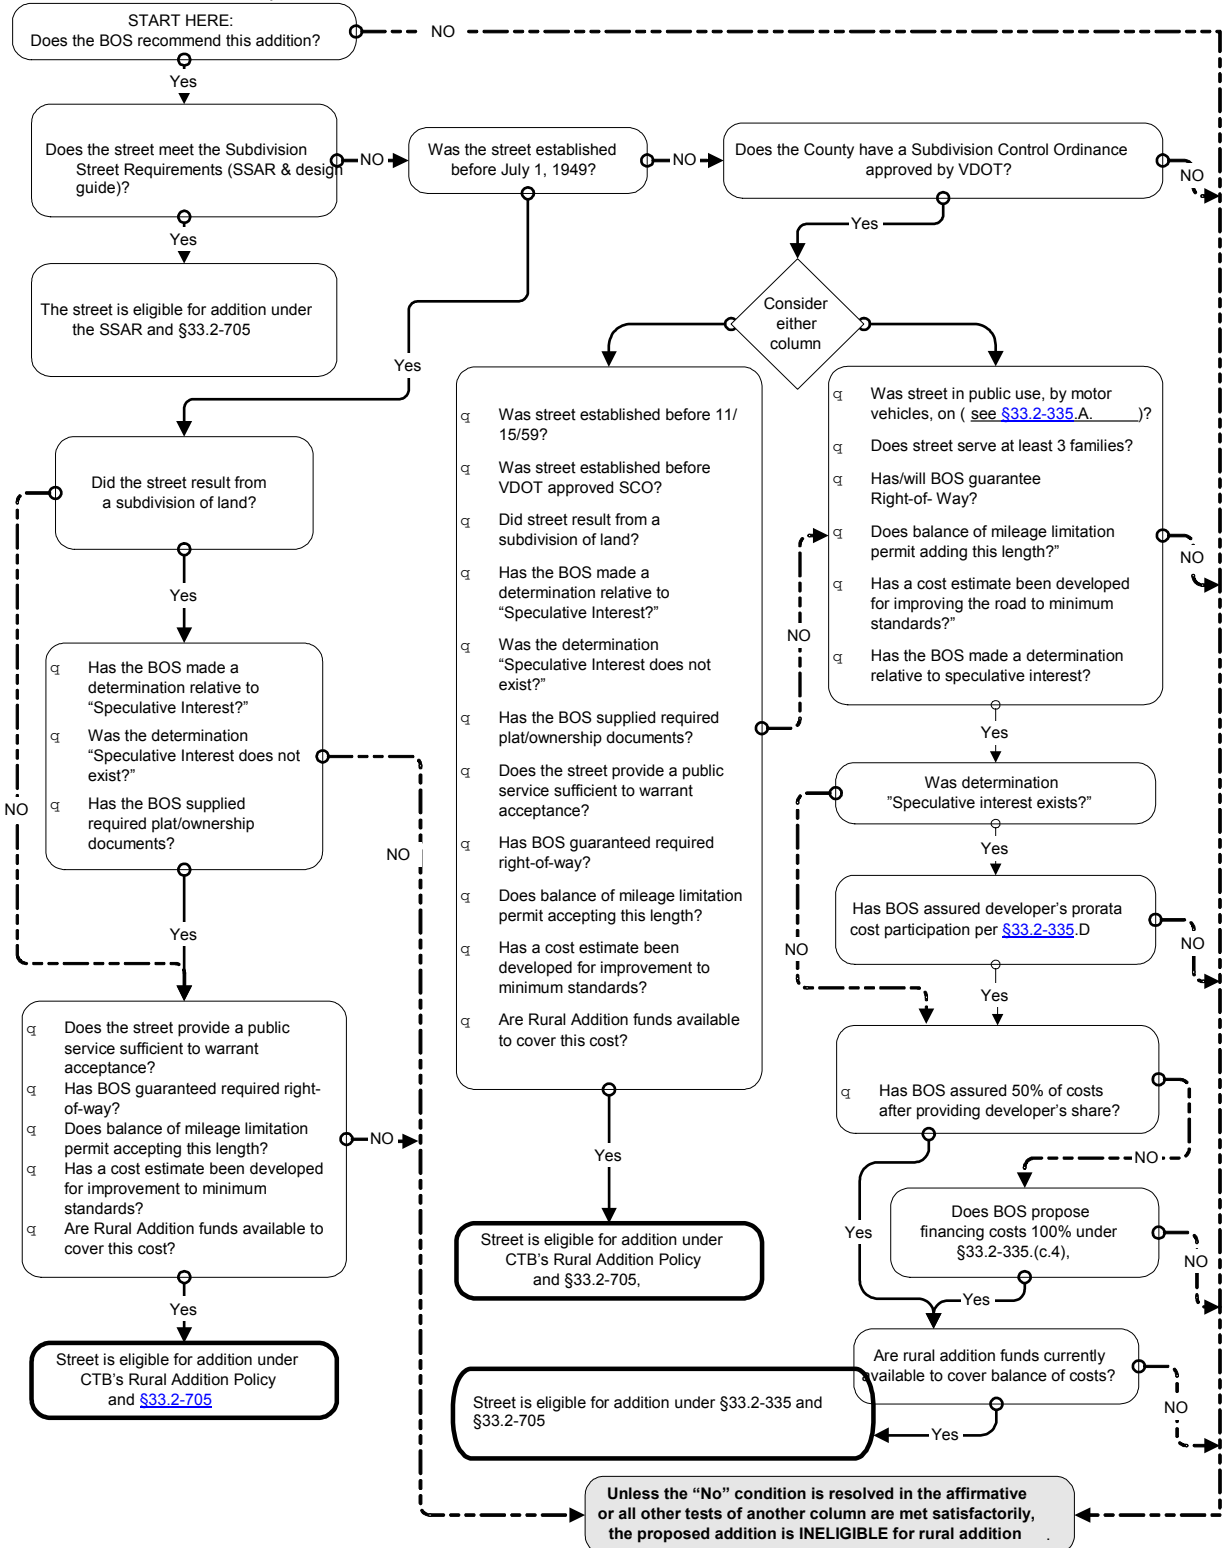 START HERE:
Does the BOS recommend this addition?
NO
Yes
Does the street meet the Subdivision
Street Requirements (SSAR & design
guide)?
NO
Was the street established
before July 1, 1949?
NO
Does the County have a Subdivision Control Ordinance
approved by VDOT?
NO
Yes
The street is eligible for addition under
the SSAR and §33.2-705
Yes
Yes
Consider
either
column
Did the street result from
a subdivision of land?
NO
Yes
q Has the BOS made a
determination relative to
“Speculative Interest?”
q Was the determination
“Speculative Interest does not
exist?”
q Has the BOS supplied
required plat/ownership
documents?
NO
Yes
q Does the street provide a public
service sufficient to warrant
acceptance?
q Has BOS guaranteed required right-
of-way?
q Does balance of mileage limitation
permit accepting this length?
q Has a cost estimate been developed
for improvement to minimum
standards?
q Are Rural Addition funds available to
cover this cost?
NO
Yes
Street is eligible for addition under
CTB’s Rural Addition Policy
and §33.2-705
q Was street established before 11/
15/59?
q Was street established before
VDOT approved SCO?
q Did street result from a
subdivision of land?
q Has the BOS made a
determination relative to
“Speculative Interest?”
q Was the determination
“Speculative Interest does not
exist?”
q Has the BOS supplied required
plat/ownership documents?
q Does the street provide a public
service sufficient to warrant
acceptance?
q Has BOS guaranteed required
right-of-way?
q Does balance of mileage limitation
permit accepting this length?
q Has a cost estimate been
developed for improvement to
minimum standards?
q Are Rural Addition funds available
to cover this cost?
NO
Yes
Street is eligible for addition under
CTB’s Rural Addition Policy
and §33.2-705,
q Was street in public use, by motor
vehicles, on ( see §33.2-335.A. )?
q Does street serve at least 3 families?
q Has/will BOS guarantee
Right-of- Way?
q Does balance of mileage limitation
permit adding this length?”
q Has a cost estimate been developed
for improving the road to minimum
standards?”
q Has the BOS made a determination
relative to speculative interest?
NO
Yes
Was determination
”Speculative interest exists?”
NO
Yes
Has BOS assured developer’s prorata
cost participation per §33.2-335.D
NO
Yes
q Has BOS assured 50% of costs
after providing developer’s share?
NO
Yes
Does BOS propose
financing costs 100% under
§33.2-335.(c.4),
NO
Yes
Are rural addition funds currently
available to cover balance of costs?
NO
Yes
Street is eligible for addition under §33.2-335 and
§33.2-705
Unless the “No” condition is resolved in the affirmative
or all other tests of another column are met satisfactorily,
the proposed addition is INELIGIBLE for rural addition .